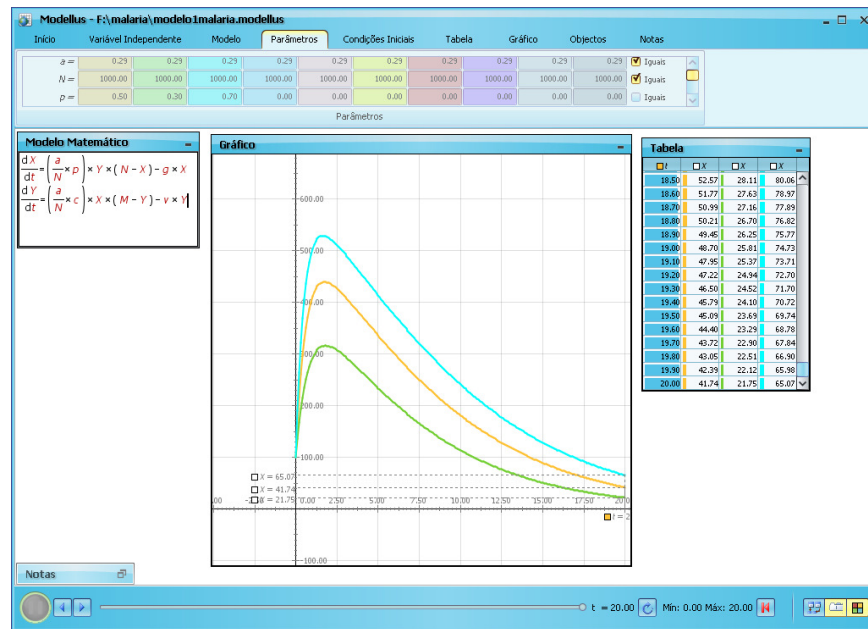 Modellus - F:\malaria\modelo1malaria.modellus
Início Variável Independente Modelo Parâmetros Condições Iniciais Tabela Gráfico Objectos Notas
a = 0.29 0.29 0.29 0.29 0.29 0.29 0.29 0.29 0.29 0.29 Iguais
N = 1000.00 1000.00 1000.00 1000.00 1000.00 1000.00 1000.00 1000.00 1000.00 1000.00 Iguais
p = 0.50 0.30 0.70 0.00 0.00 0.00 0.00 0.00 0.00 0.00 Iguais
Parâmetros
Modelo Matemático
dX/dt = (a/N × p) × Y × (N - X) - g × X
dY/dt = (a/N × c) × X × (M - Y) - v × Y
Gráfico
600.00
500.00
400.00
300.00
200.00
100.00
X = 65.07
X = 41.74
X = 21.75
0.00 2.50 5.00 7.50 10.00 12.50 15.00 17.50 20.0
t = 2
-100.00
Tabela
t X X X
18.50 52.57 28.11 80.06
18.60 51.77 27.63 78.97
18.70 50.99 27.16 77.89
18.80 50.21 26.70 76.82
18.90 49.45 26.25 75.77
19.00 48.70 25.81 74.73
19.10 47.95 25.37 73.71
19.20 47.22 24.94 72.70
19.30 46.50 24.52 71.70
19.40 45.79 24.10 70.72
19.50 45.09 23.69 69.74
19.60 44.40 23.29 68.78
19.70 43.72 22.90 67.84
19.80 43.05 22.51 66.90
19.90 42.39 22.12 65.98
20.00 41.74 21.75 65.07
Notas
t = 20.00 Mín: 0.00 Máx: 20.00